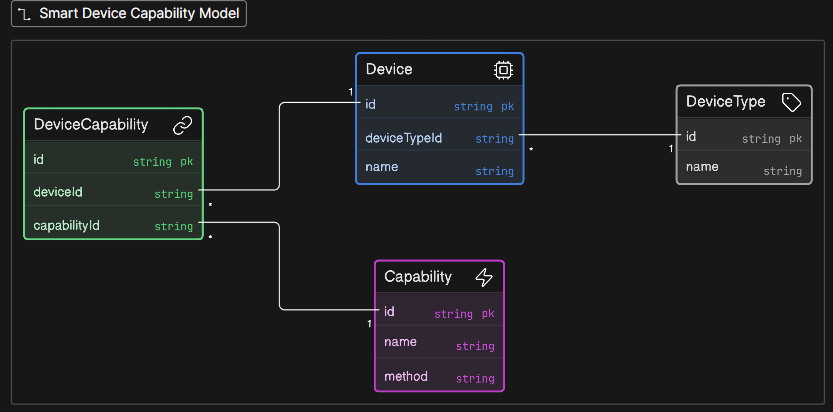 Smart Device Capability Model
DeviceCapability
id string pk
deviceId string
capabilityId string
*
*
Device
1
id string pk
deviceTypeId string
*
name string
DeviceType
id string pk
1
name string
Capability
id string pk
1
name string
method string